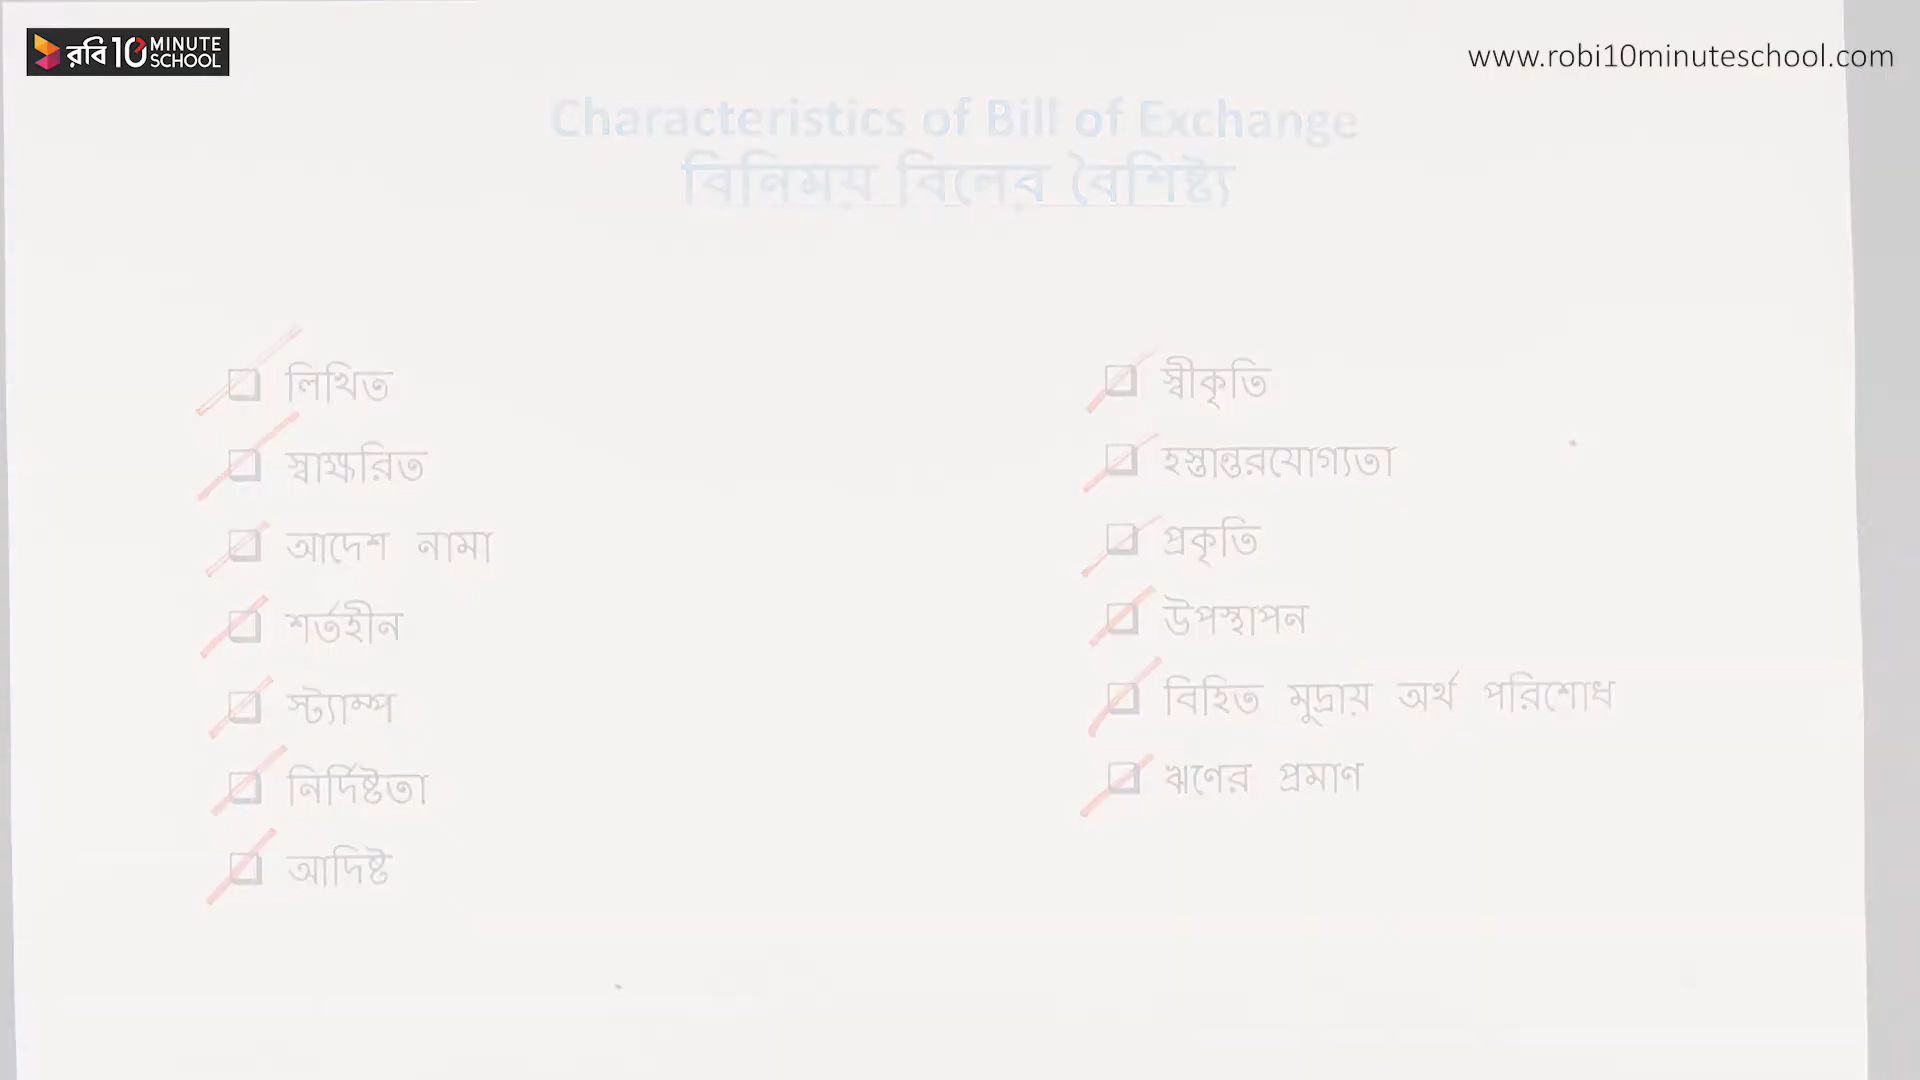 রবি 10 MINUTE SCHOOL
www.robi10minuteschool.com
Characteristics of Bill of Exchange
বিনিময় বিলের বৈশিষ্ট্য
লিখিত
স্বাক্ষরিত
আদেশ নামা
শর্তহীন
স্ট্যাম্প
নির্দিষ্টতা
আদিষ্ট
স্বীকৃতি
হস্তান্তরযোগ্যতা
প্রকৃতি
উপস্থাপন
বিহিত মুদ্রায় অর্থ পরিশোধ
ঋণের প্রমাণ